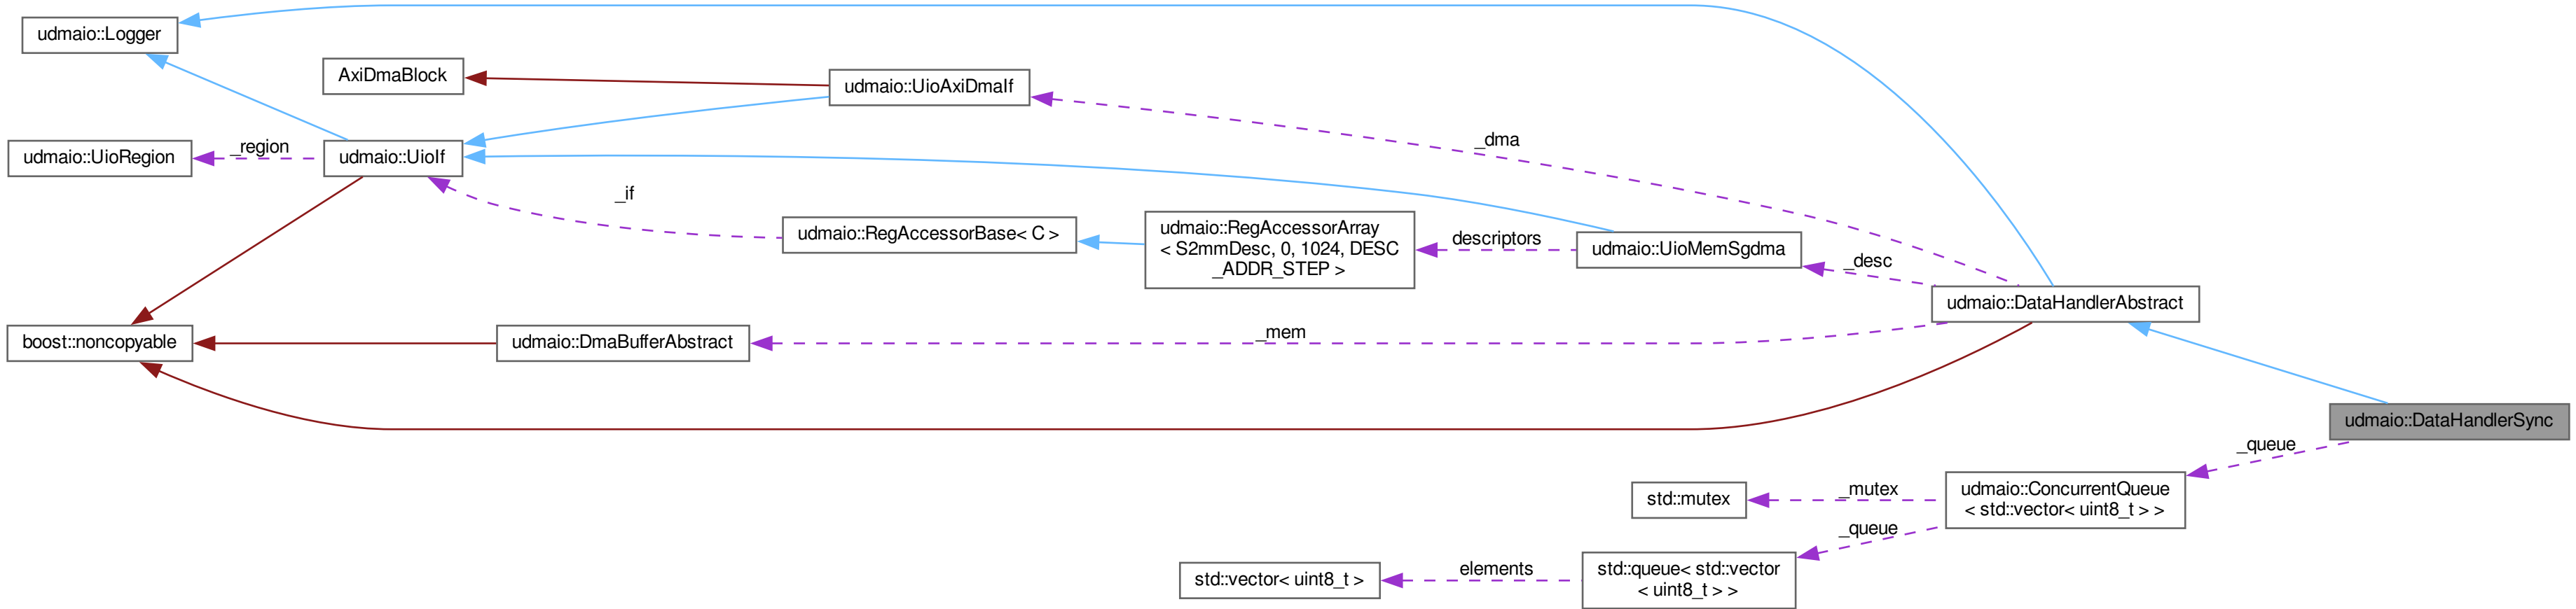 udmaio::Logger
AxiDmaBlock
udmaio::UioAxiDmaIf
_dma
_region
udmaio::UioRegion
udmaio::UioIf
_if
udmaio::RegAccessorBase< C >
udmaio::RegAccessorArray
< S2mmDesc, 0, 1024, DESC
_ADDR_STEP >
descriptors
udmaio::UioMemSgdma
_desc
udmaio::DataHandlerAbstract
boost::noncopyable
udmaio::DmaBufferAbstract
_mem
udmaio::DataHandlerSync
_queue
std::mutex
_mutex
udmaio::ConcurrentQueue
< std::vector< uint8_t > >
_queue
std::vector< uint8_t >
elements
std::queue< std::vector
< uint8_t > >